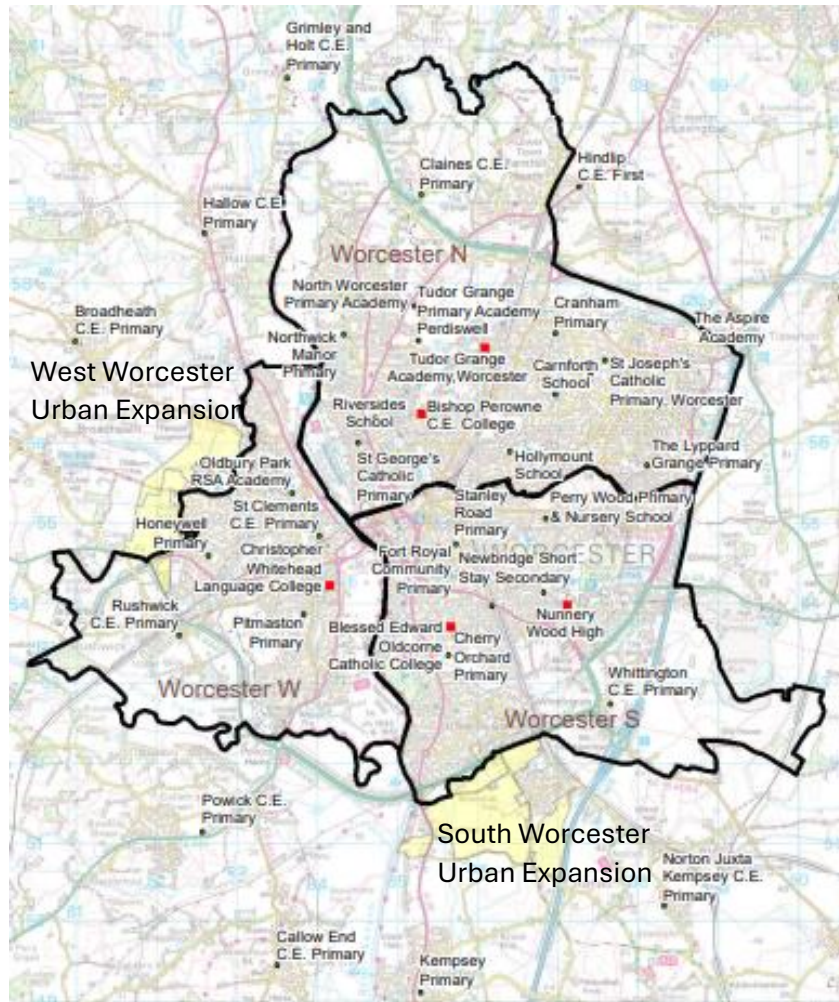 Grimley and
Holt C.E.
Primary
Claines C.E.
Primary
Hindlip
C.E. First
Hallow C.E.
Primary
Worcester N
North Worcester
Primary Academy
Tudor Grange
Primary Academy
Perdiswell
Cranham
Primary
The Aspire
Academy
Broadheath
C.E. Primary
Northwick
Manor
Primary
Tudor Grange
Academy, Worcester
Carnforth
School
St Joseph's
Catholic
Primary, Worcester
West Worcester
Urban Expansion
Riversides
School
Bishop Perowne
C.E. College
St George's
Catholic
Primary
Hollymount
School
The Lyppard
Grange Primary
Oldbury Park
RSA Academy
St Clements
C.E. Primary
Stanley
Road
Primary
Perry Wood Primary
& Nursery School
Honeywell
Primary
Christopher
Whitehead
Language College
Fort Royal
Community
Primary
WORCESTER
Newbridge Short
Stay Secondary
Rushwick
C.E. Primary
Pitmaston
Primary
Blessed Edward
Oldcorne
Catholic College
Cherry
Orchard
Primary
Nunnery
Wood High
Whittington
C.E. Primary
Worcester W
Worcester S
Powick C.E.
Primary
South Worcester
Urban Expansion
Norton Juxta
Kempsey C.E.
Primary
Callow End
C.E. Primary
Kempsey
Primary